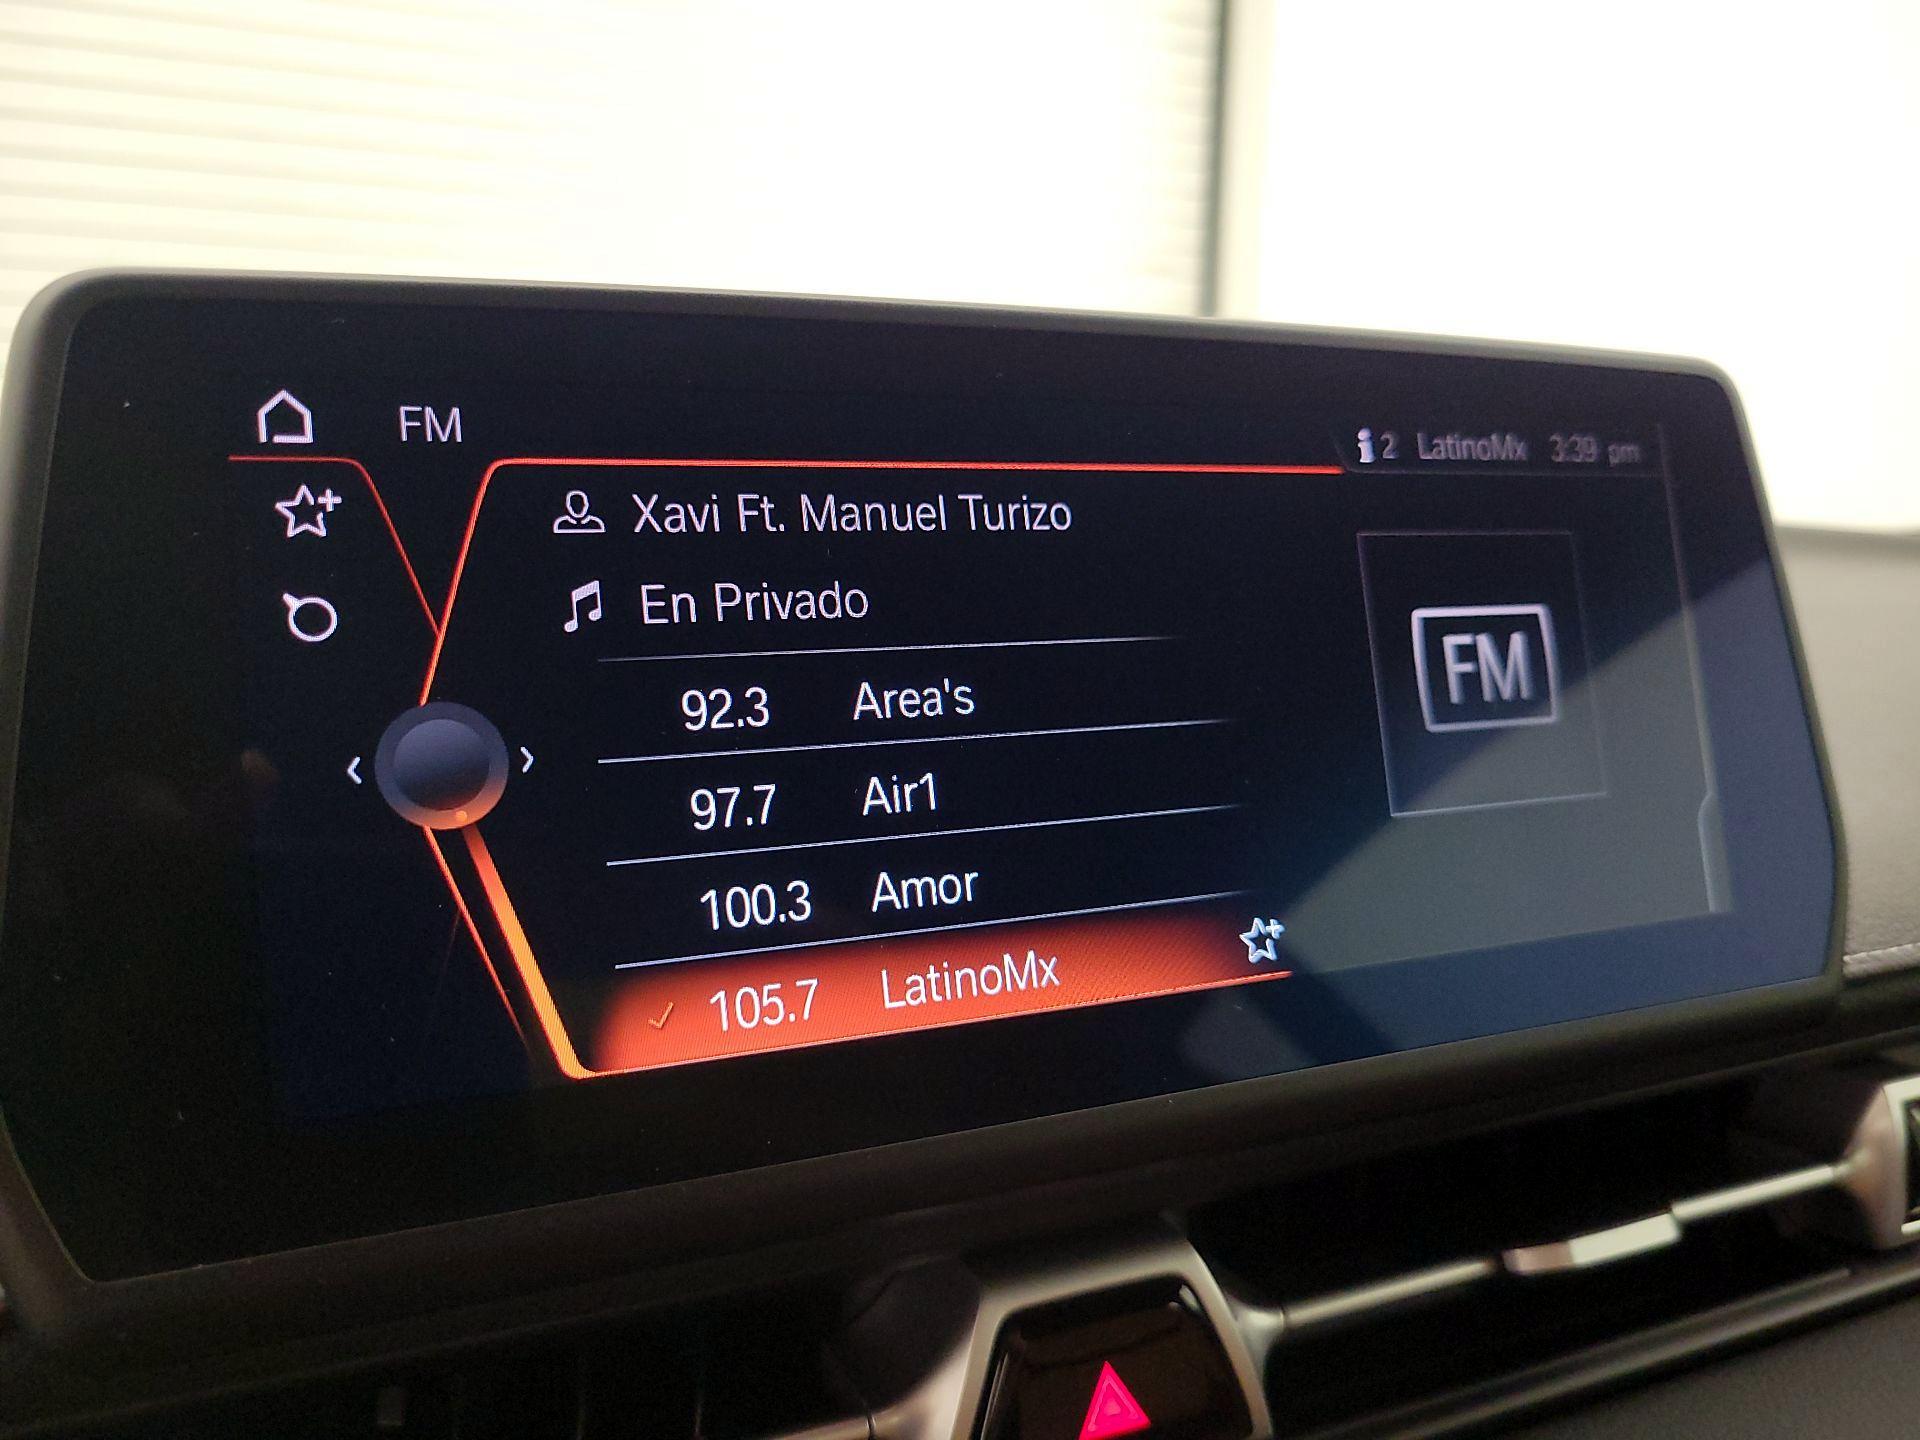 FM
2 LatinoMx 3:39 pm
Xavi Ft. Manuel Turizo
En Privado
FM
92.3 Area's
97.7 Air1
100.3 Amor
105.7 LatinoMx